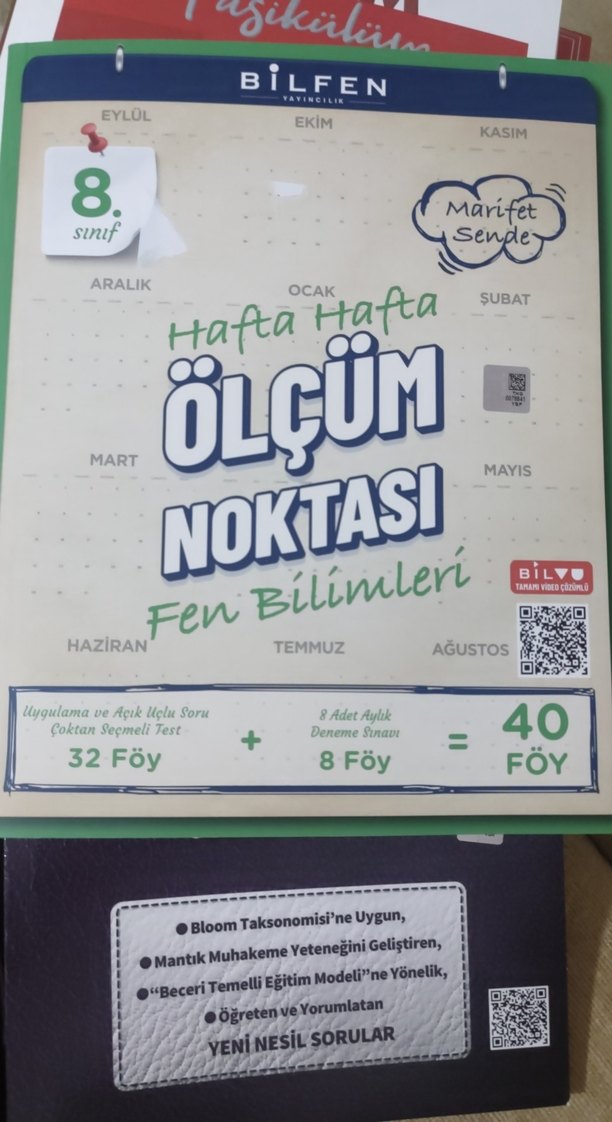 Fasikülüm
BİLFEN
YAYINCILIK
EYLÜL
EKİM
KASIM
8.
sınıf
Marifet
Sende
ARALIK
OCAK
ŞUBAT
Hafta Hafta
ÖLÇÜM
NOKTASI
Fen Bilimleri
MART
MAYIS
BİLVU
TAMAMI VIDEO ÇÖZÜMLÜ
HAZİRAN
TEMMUZ
AĞUSTOS
Uygulama ve Açık Uçlu Soru
Çoktan Seçmeli Test
32 Föy
+
8 Adet Aylık
Deneme Sınavı
8 Föy
=
40
FÖY
● Bloom Taksonomisi'ne Uygun,
● Mantık Muhakeme Yeteneğini Geliştiren,
● "Beceri Temelli Eğitim Modeli"ne Yönelik,
● Öğreten ve Yorumlatan
YENİ NESİL SORULAR